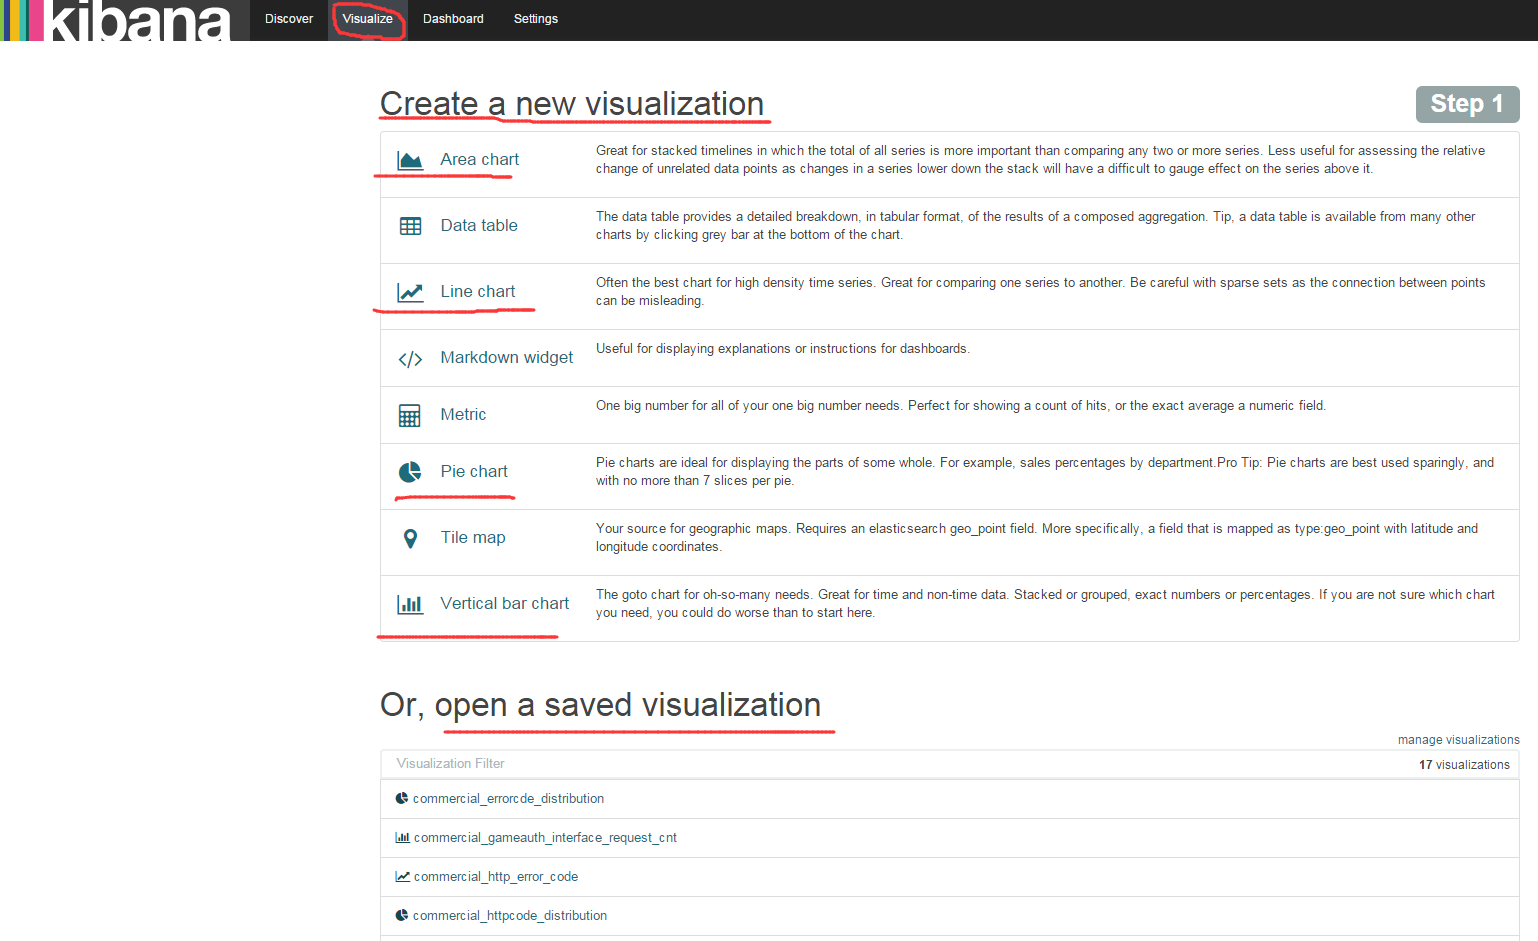 kibana Discover Visualize Dashboard Settings
Create a new visualization
Step 1
Area chart
Great for stacked timelines in which the total of all series is more important than comparing any two or more series. Less useful for assessing the relative
change of unrelated data points as changes in a series lower down the stack will have a difficult to gauge effect on the series above it.
Data table
The data table provides a detailed breakdown, in tabular format, of the results of a composed aggregation. Tip, a data table is available from many other
charts by clicking grey bar at the bottom of the chart.
Line chart
Often the best chart for high density time series. Great for comparing one series to another. Be careful with sparse sets as the connection between points
can be misleading.
Markdown widget
Useful for displaying explanations or instructions for dashboards.
Metric
One big number for all of your one big number needs. Perfect for showing a count of hits, or the exact average a numeric field.
Pie chart
Pie charts are ideal for displaying the parts of some whole. For example, sales percentages by department.Pro Tip: Pie charts are best used sparingly, and
with no more than 7 slices per pie.
Tile map
Your source for geographic maps. Requires an elasticsearch geo_point field. More specifically, a field that is mapped as type:geo_point with latitude and
longitude coordinates.
Vertical bar chart
The goto chart for oh-so-many needs. Great for time and non-time data. Stacked or grouped, exact numbers or percentages. If you are not sure which chart
you need, you could do worse than to start here.
Or, open a saved visualization
manage visualizations
Visualization Filter
17 visualizations
commercial_errorcde_distribution
commercial_gameauth_interface_request_cnt
commercial_http_error_code
commercial_httpcode_distribution